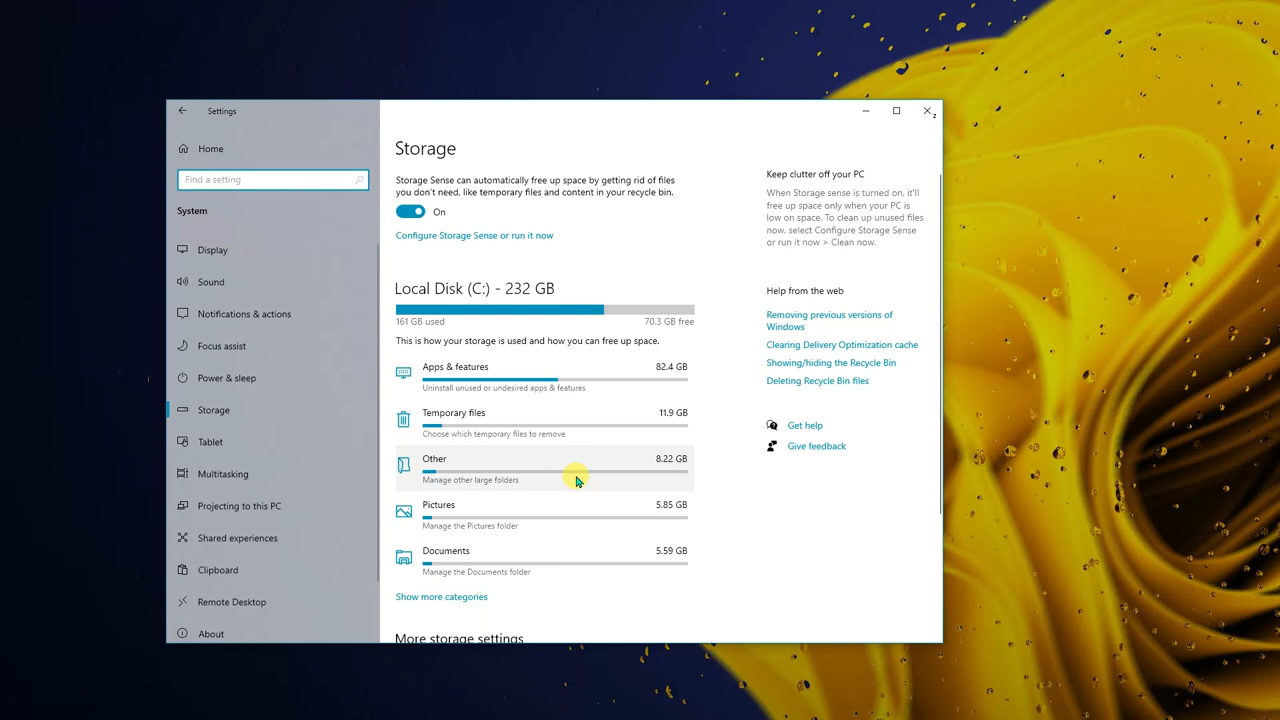 Settings
Home
Find a setting
System
Display
Sound
Notifications & actions
Focus assist
Power & sleep
Storage
Tablet
Multitasking
Projecting to this PC
Shared experiences
Clipboard
Remote Desktop
About
Storage
Storage Sense can automatically free up space by getting rid of files
you don't need, like temporary files and content in your recycle bin.
On
Configure Storage Sense or run it now
Local Disk (C:) - 232 GB
161 GB used 70.3 GB free
This is how your storage is used and how you can free up space.
Apps & features 82.4 GB
Uninstall unused or undesired apps & features
Temporary files 11.9 GB
Choose which temporary files to remove
Other 8.22 GB
Manage other large folders
Pictures 5.85 GB
Manage the Pictures folder
Documents 5.59 GB
Manage the Documents folder
Show more categories
More storage settings
Keep clutter off your PC
When Storage sense is turned on, it'll
free up space only when your PC is
low on space. To clean up unused files
now, select Configure Storage Sense
or run it now > Clean now.
Help from the web
Removing previous versions of
Windows
Clearing Delivery Optimization cache
Showing/hiding the Recycle Bin
Deleting Recycle Bin files
Get help
Give feedback